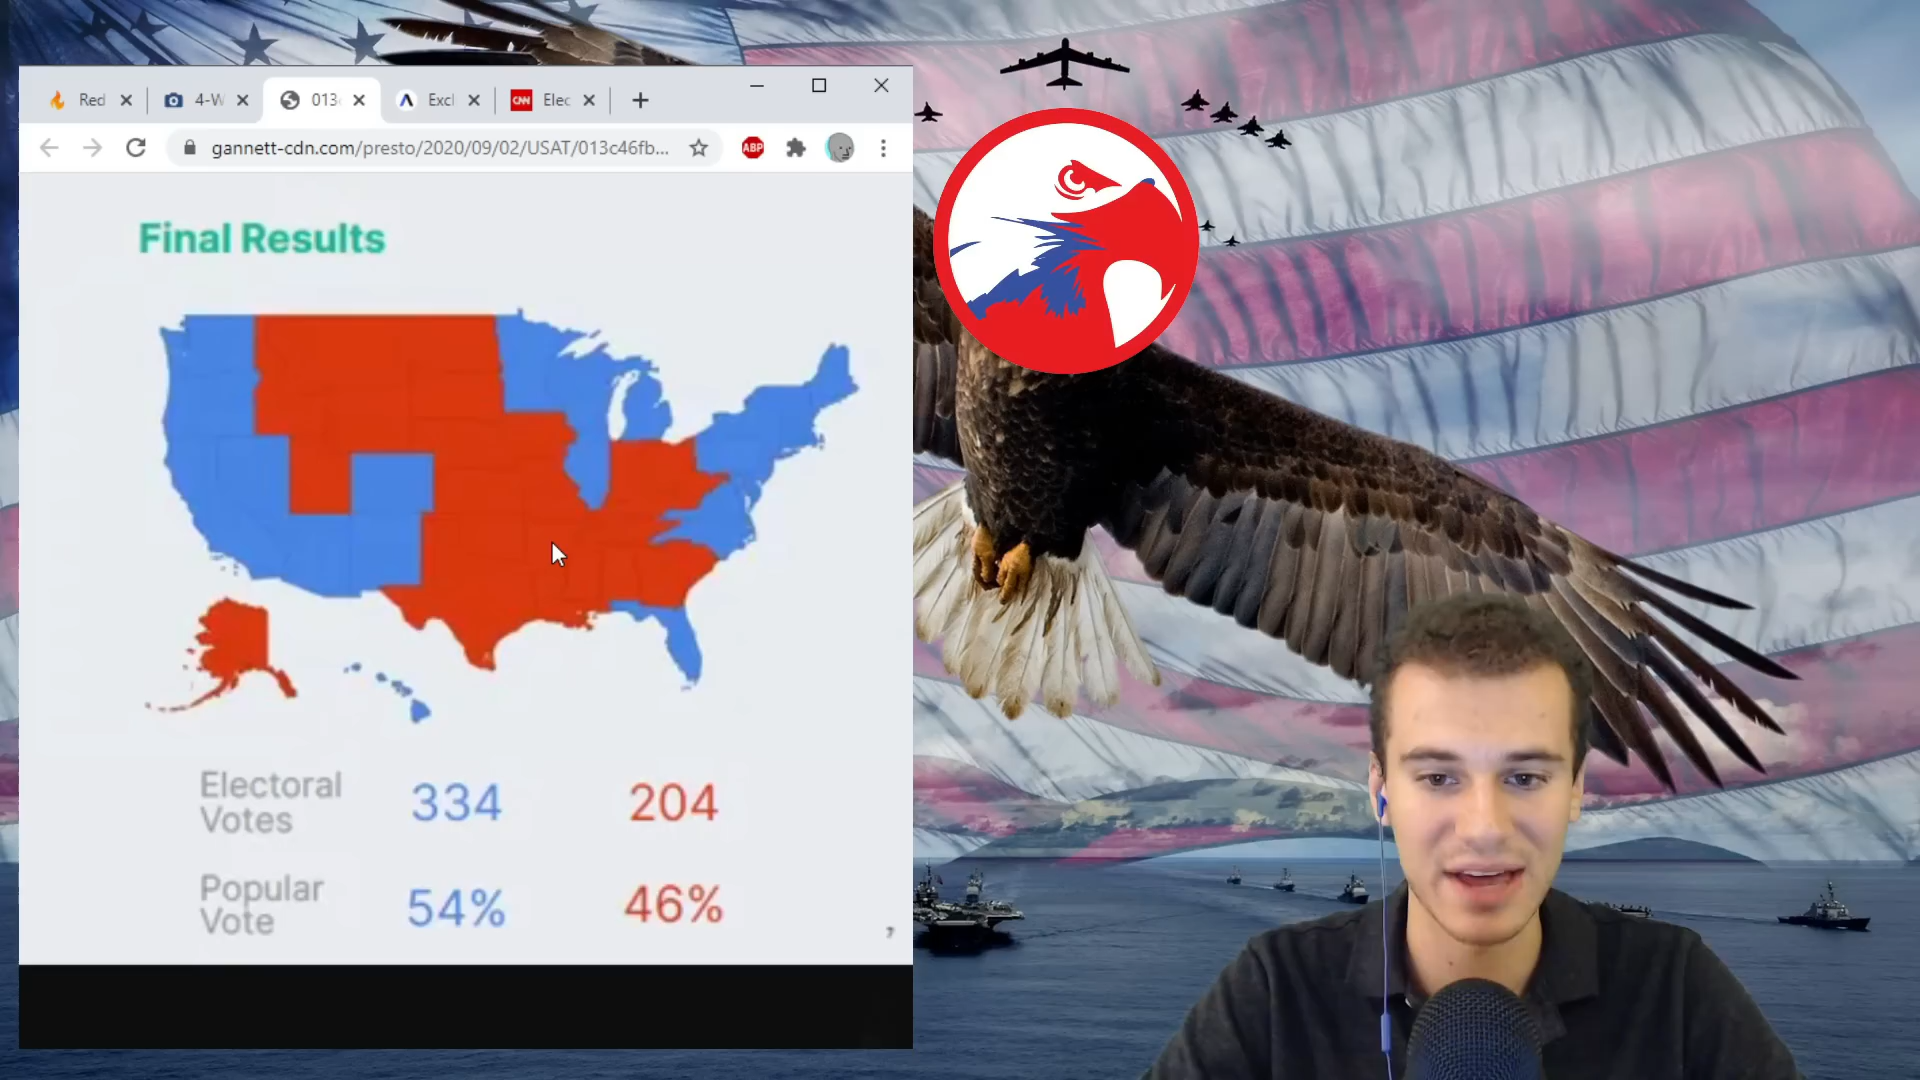 Red
4-W
013
Excl
CNN
Elec
gannett-cdn.com/presto/2020/09/02/USAT/013c46fb...
ABP
Final Results
Electoral Votes 334 204
Popular Vote 54% 46%